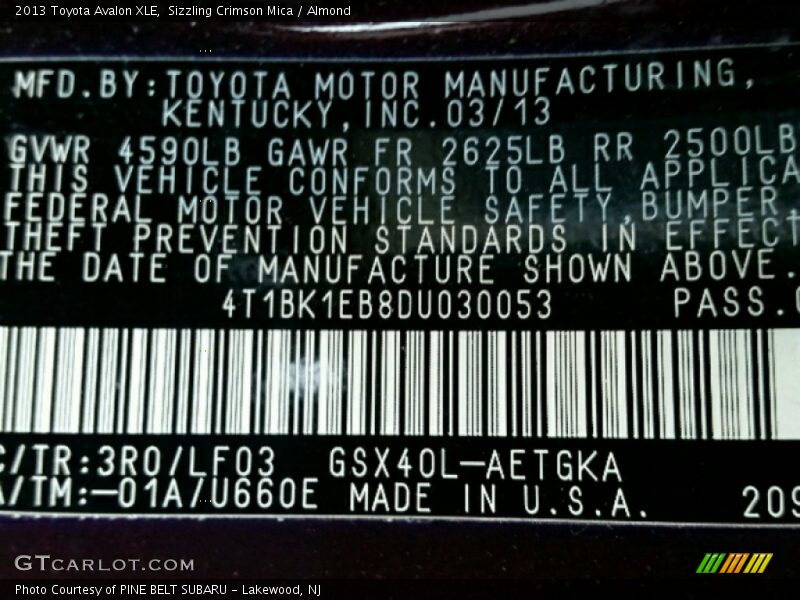 2013 Toyota Avalon XLE, Sizzling Crimson Mica / Almond
MFD.BY:TOYOTA MOTOR MANUFACTURING,
KENTUCKY,INC.03/13
GVWR 4590LB GAWR FR 2625LB RR 2500LB
THIS VEHICLE CONFORMS TO ALL APPLICA
FEDERAL MOTOR VEHICLE SAFETY,BUMPER,
THEFT PREVENTION STANDARDS IN EFFECT
THE DATE OF MANUFACTURE SHOWN ABOVE.
4T1BK1EB8DU030053 PASS.
C/TR:3R0/LF03 GSX40L-AETGKA
A/TM:-01A/U660E MADE IN U.S.A. 209
GTCARLOT.COM
Photo Courtesy of PINE BELT SUBARU - Lakewood, NJ